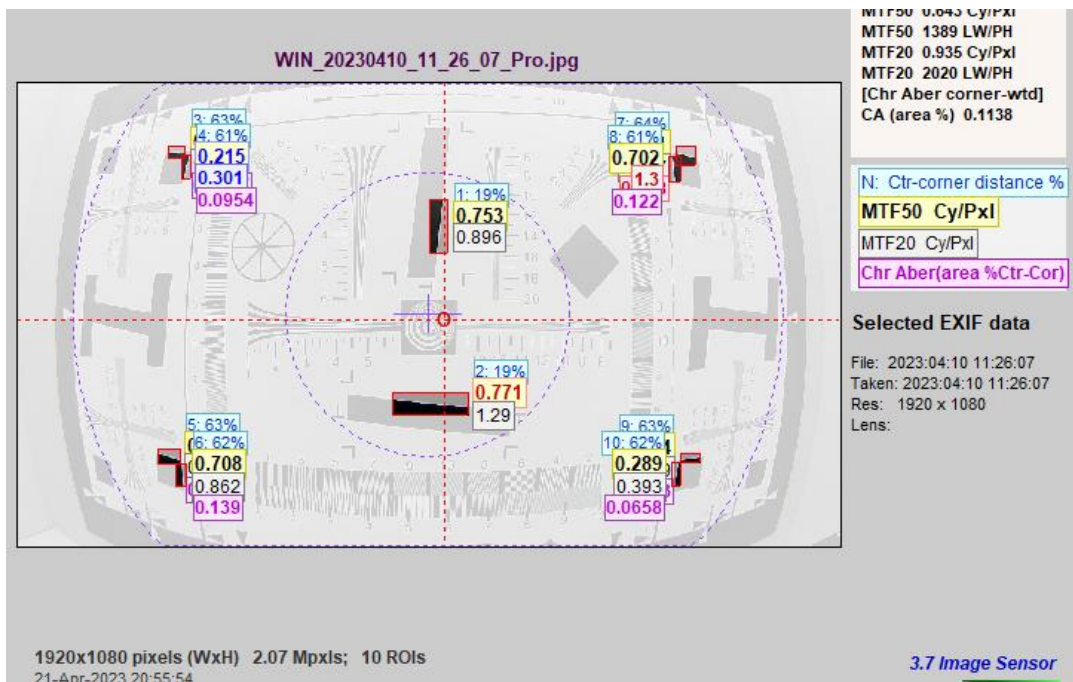 MTF50 0.643 Cy/Pxl
MTF50 1389 LW/PH
MTF20 0.935 Cy/Pxl
MTF20 2020 LW/PH
[Chr Aber corner-wtd]
CA (area %) 0.1138
WIN_20230410_11_26_07_Pro.jpg
3: 63%
4: 61%
0.215
0.301
0.0954
7: 64%
8: 61%
0.702
1.3
0.122
1: 19%
0.753
0.896
N: Ctr-corner distance %
MTF50 Cy/Pxl
MTF20 Cy/Pxl
Chr Aber(area %Ctr-Cor)
Selected EXIF data
File: 2023:04:10 11:26:07
Taken: 2023:04:10 11:26:07
Res: 1920 x 1080
Lens:
2: 19%
0.771
1.29
5: 63%
6: 62%
0.708
0.862
0.139
9: 63%
10: 62%
0.289
0.393
0.0658
1920x1080 pixels (WxH) 2.07 Mpxls; 10 ROIs
21-Apr-2023 20:55:54
3.7 Image Sensor